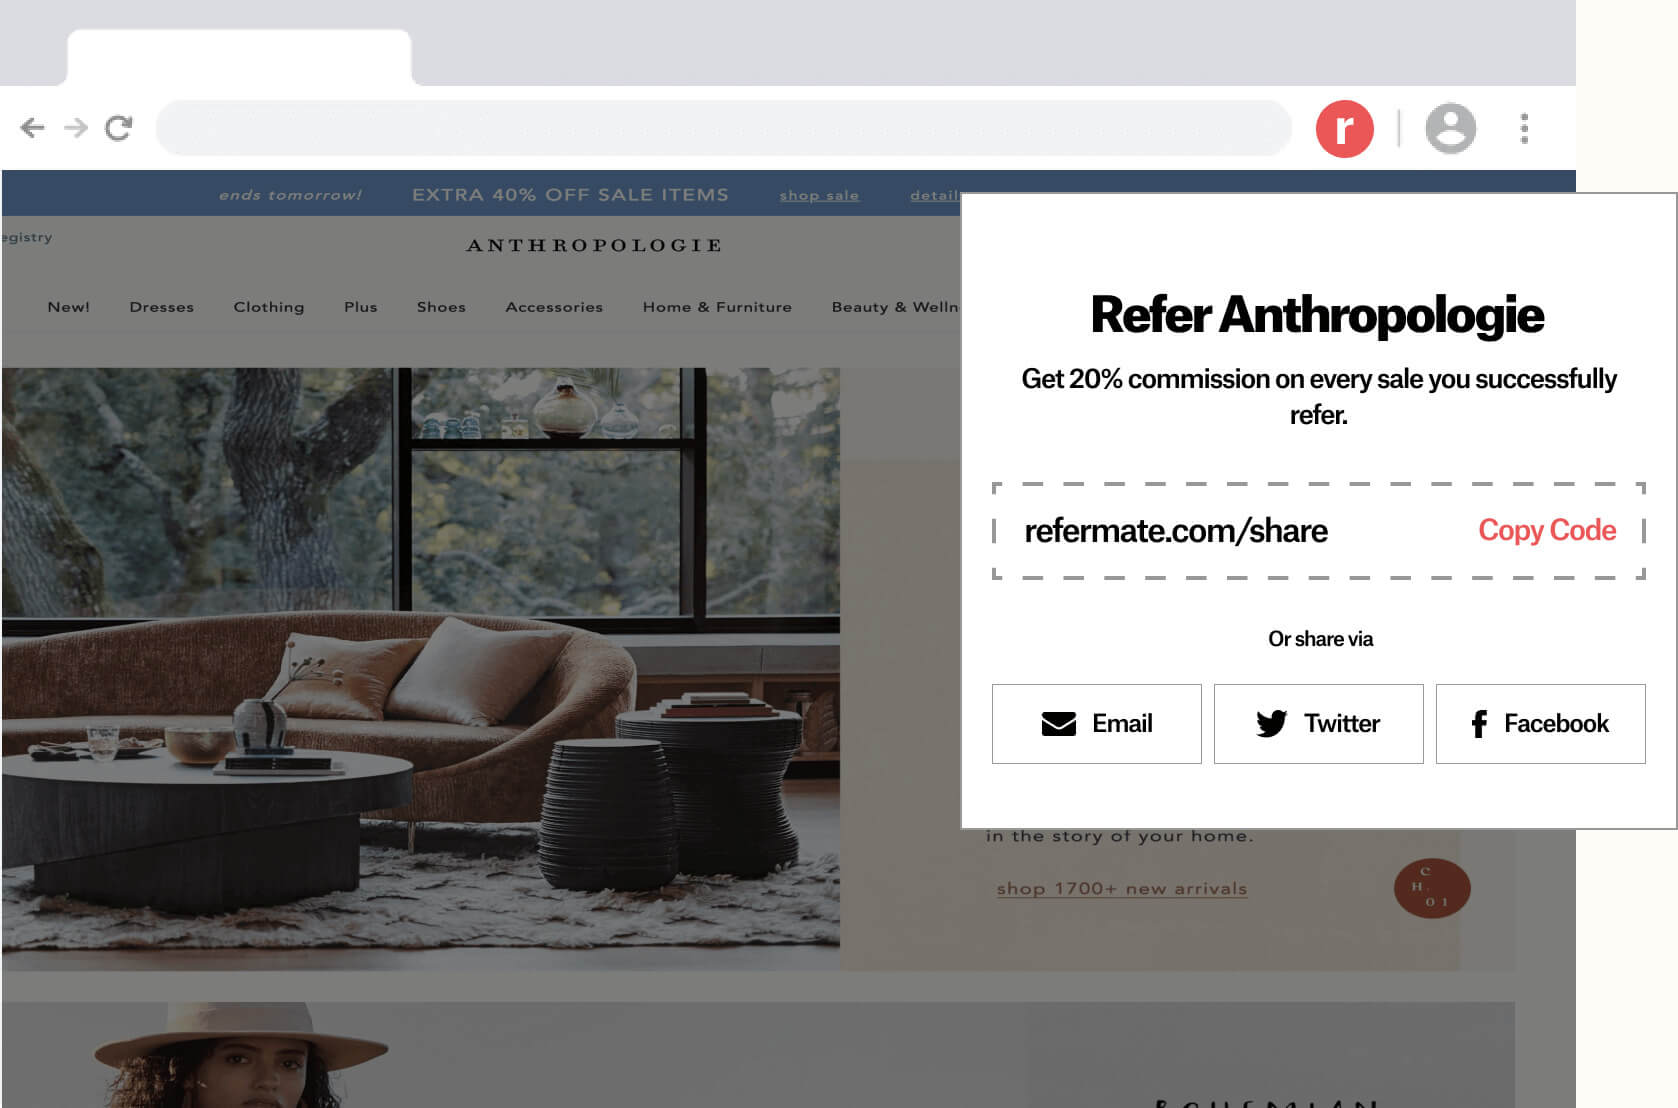 r
ends tomorrow! EXTRA 40% OFF SALE ITEMS shop sale detail
egistry
ANTHROPOLOGIE
New! Dresses Clothing Plus Shoes Accessories Home & Furniture Beauty & Welln
Refer Anthropologie
Get 20% commission on every sale you successfully
refer.
refermate.com/share Copy Code
Or share via
Email Twitter Facebook
in the story of your home.
shop 1700+ new arrivals
C
H.
01